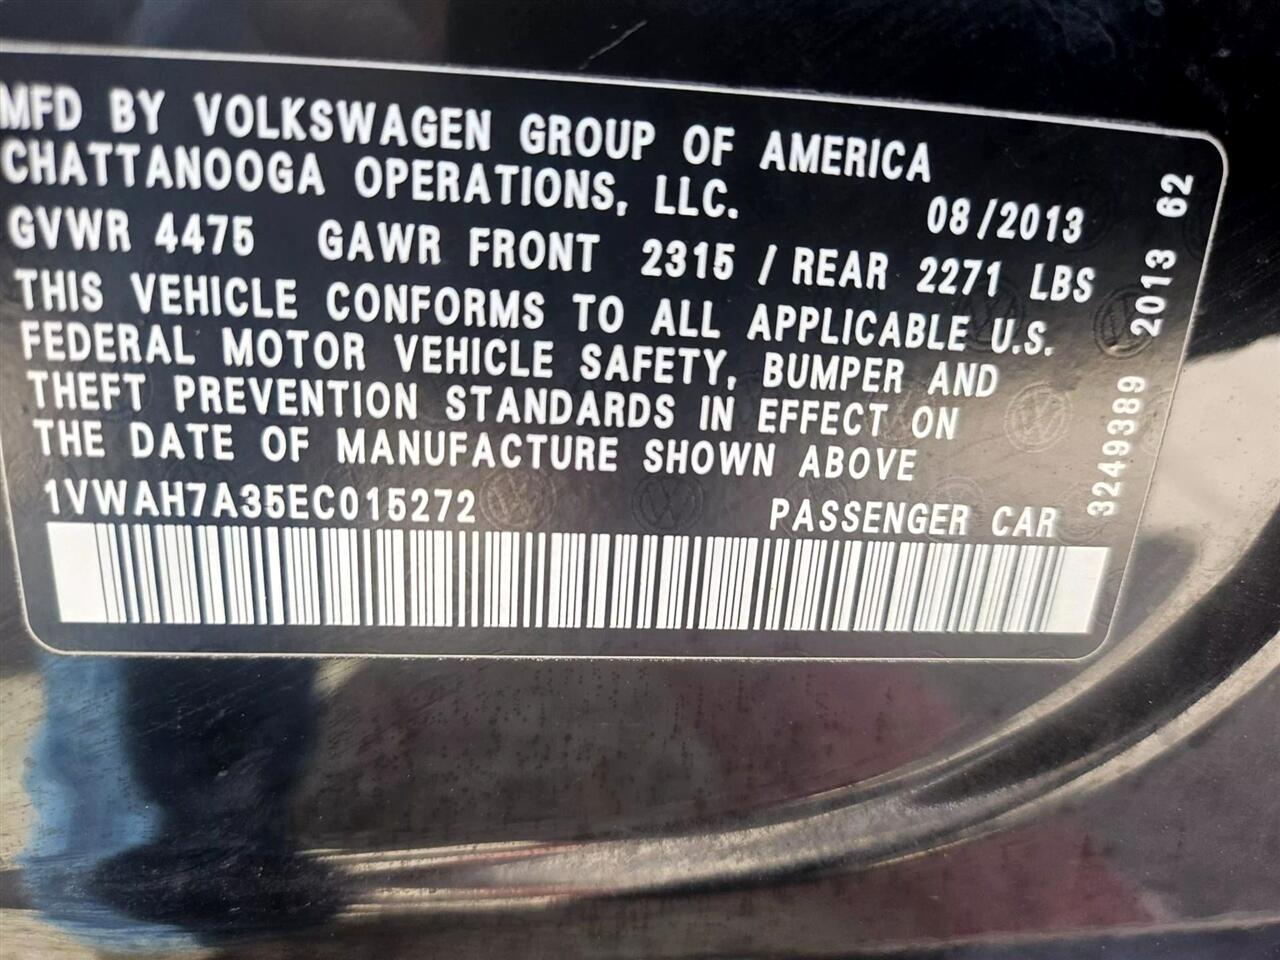 MFD BY VOLKSWAGEN GROUP OF AMERICA
CHATTANOOGA OPERATIONS, LLC.
08/2013
GVWR 4475 GAWR FRONT 2315 / REAR 2271 LBS
THIS VEHICLE CONFORMS TO ALL APPLICABLE U.S.
FEDERAL MOTOR VEHICLE SAFETY, BUMPER AND
THEFT PREVENTION STANDARDS IN EFFECT ON
THE DATE OF MANUFACTURE SHOWN ABOVE
1VWAH7A35EC015272 PASSENGER CAR
3249389 2013 62